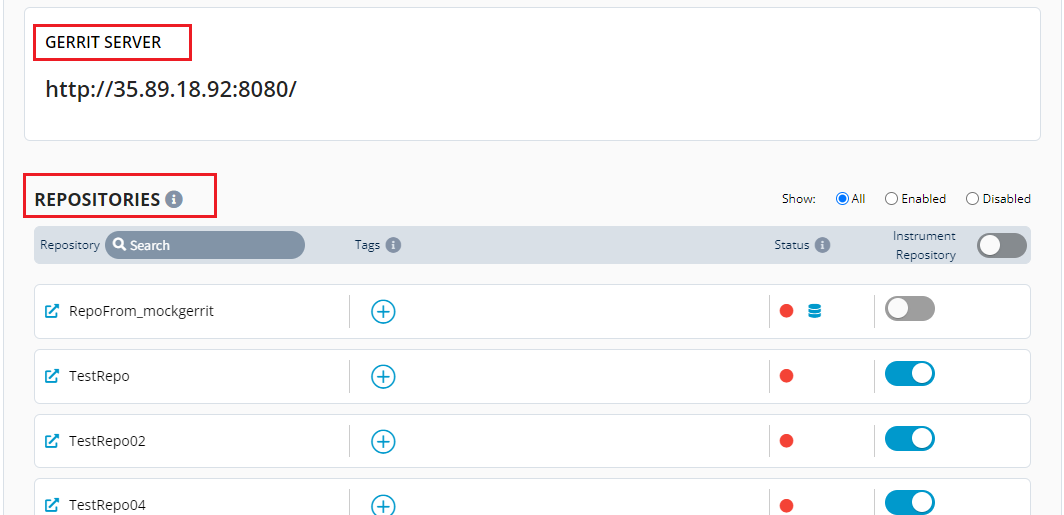 GERRIT SERVER
http://35.89.18.92:8080/
REPOSITORIES i
Show: All Enabled Disabled
Repository Search Tags i Status i Instrument
Repository
RepoFrom_mockgerrit
TestRepo
TestRepo02
TestRepo04